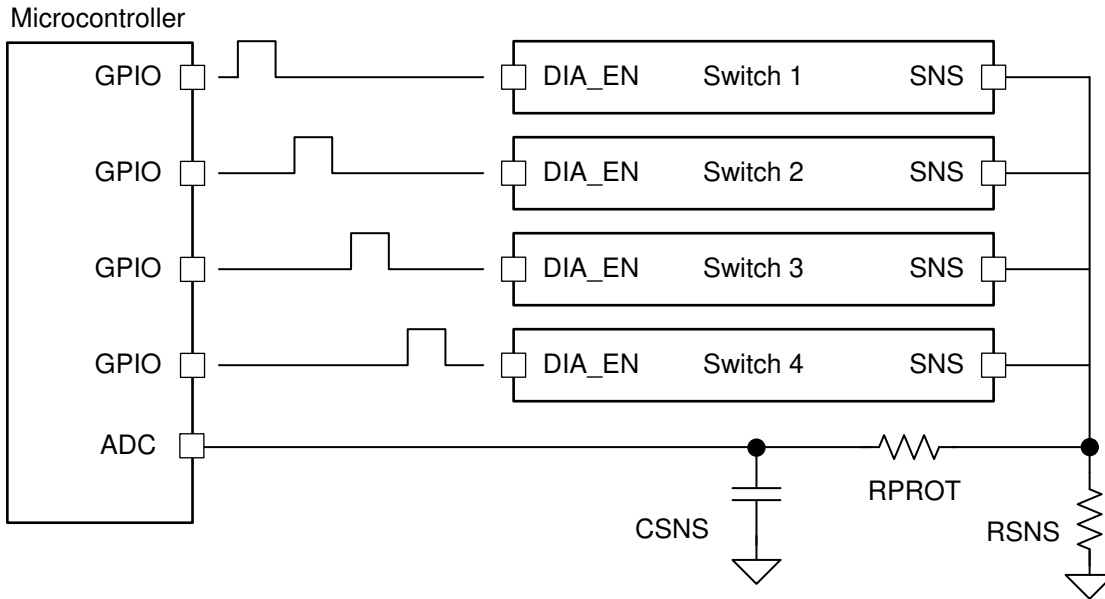 Microcontroller
GPIO DIA_EN Switch 1 SNS
GPIO DIA_EN Switch 2 SNS
GPIO DIA_EN Switch 3 SNS
GPIO DIA_EN Switch 4 SNS
ADC
RPROT
CSNS
RSNS